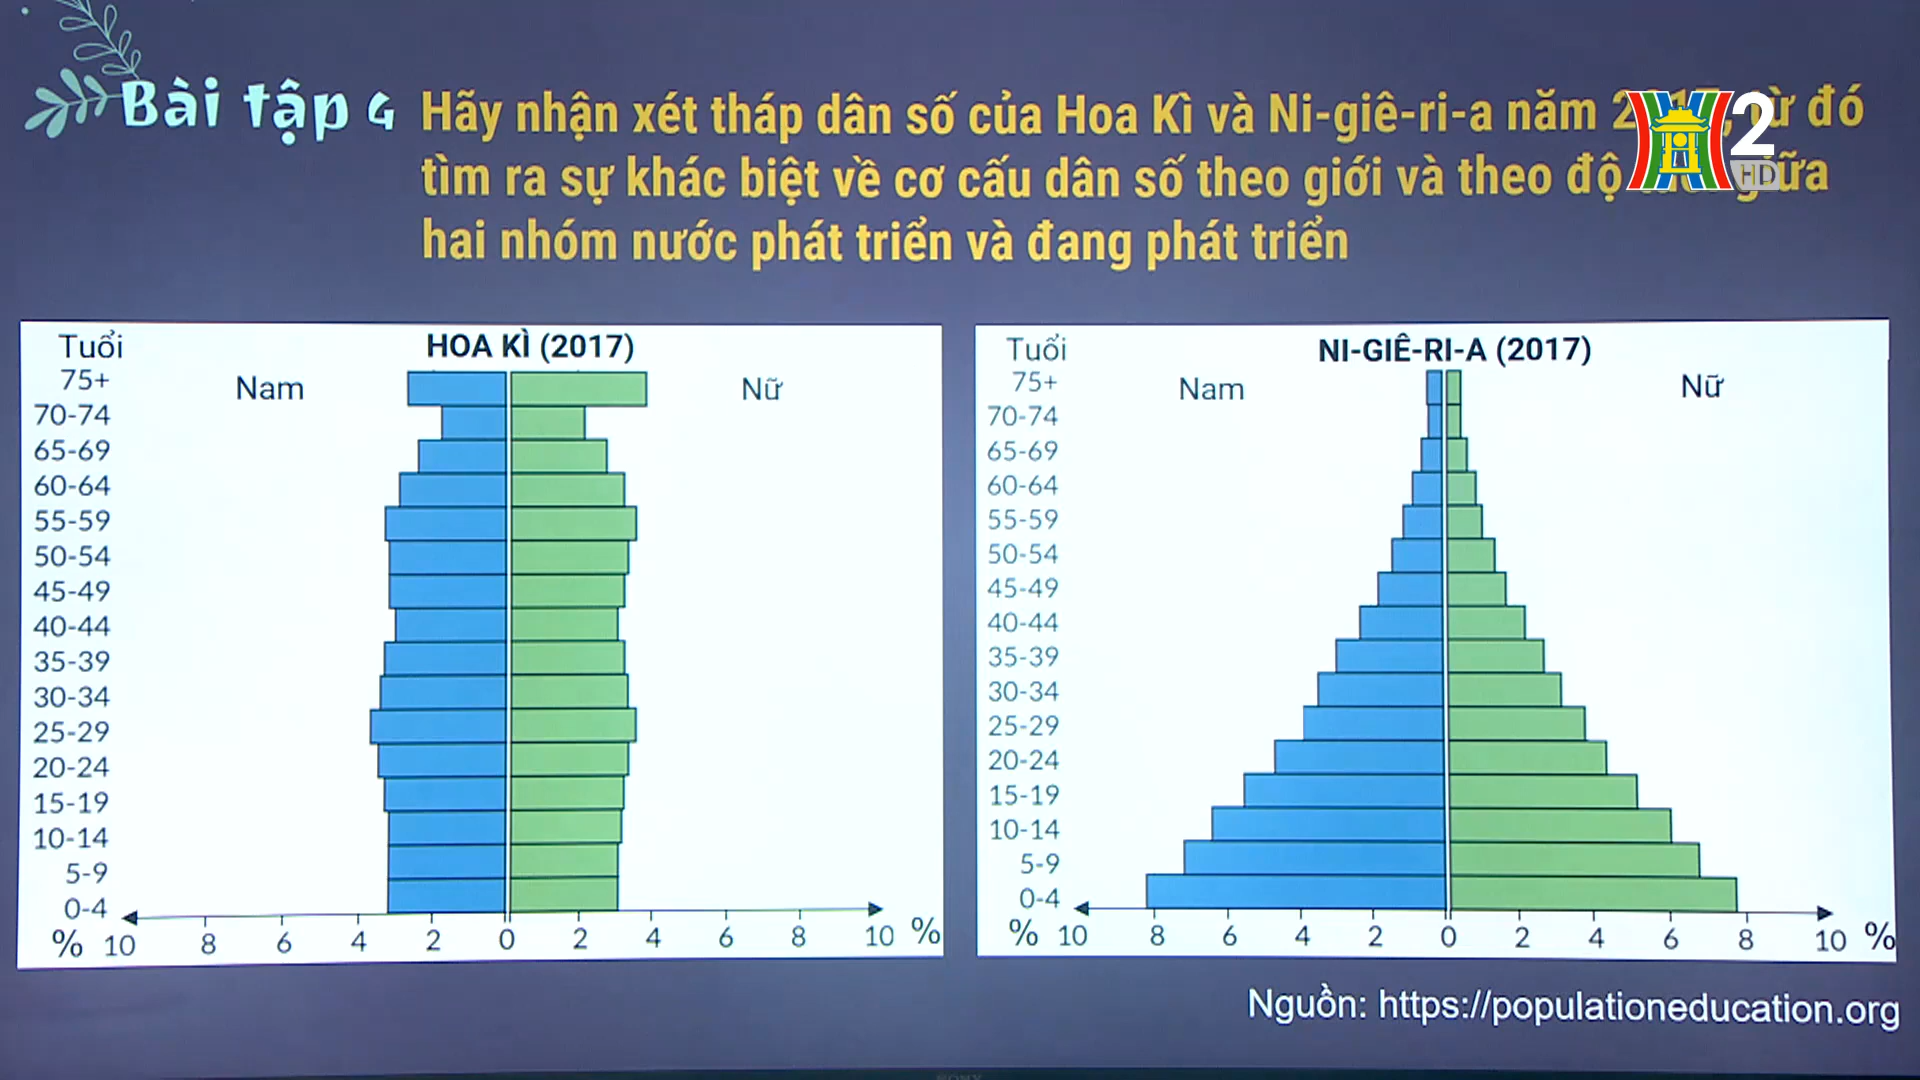 Bài tập 4
Hãy nhận xét tháp dân số của Hoa Kì và Ni-giê-ri-a năm từ đó
tìm ra sự khác biệt về cơ cấu dân số theo giới và theo độ giữa
hai nhóm nước phát triển và đang phát triển
2
HD
Tuổi
HOA KÌ (2017)
Nam
Nữ
75+
70-74
65-69
60-64
55-59
50-54
45-49
40-44
35-39
30-34
25-29
20-24
15-19
10-14
5-9
0-4
% 10 8 6 4 2 0 2 4 6 8 10 %
Tuổi
NI-GIÊ-RI-A (2017)
Nam
Nữ
75+
70-74
65-69
60-64
55-59
50-54
45-49
40-44
35-39
30-34
25-29
20-24
15-19
10-14
5-9
0-4
% 10 8 6 4 2 0 2 4 6 8 10 %
Nguồn: https://populationeducation.org
SONY